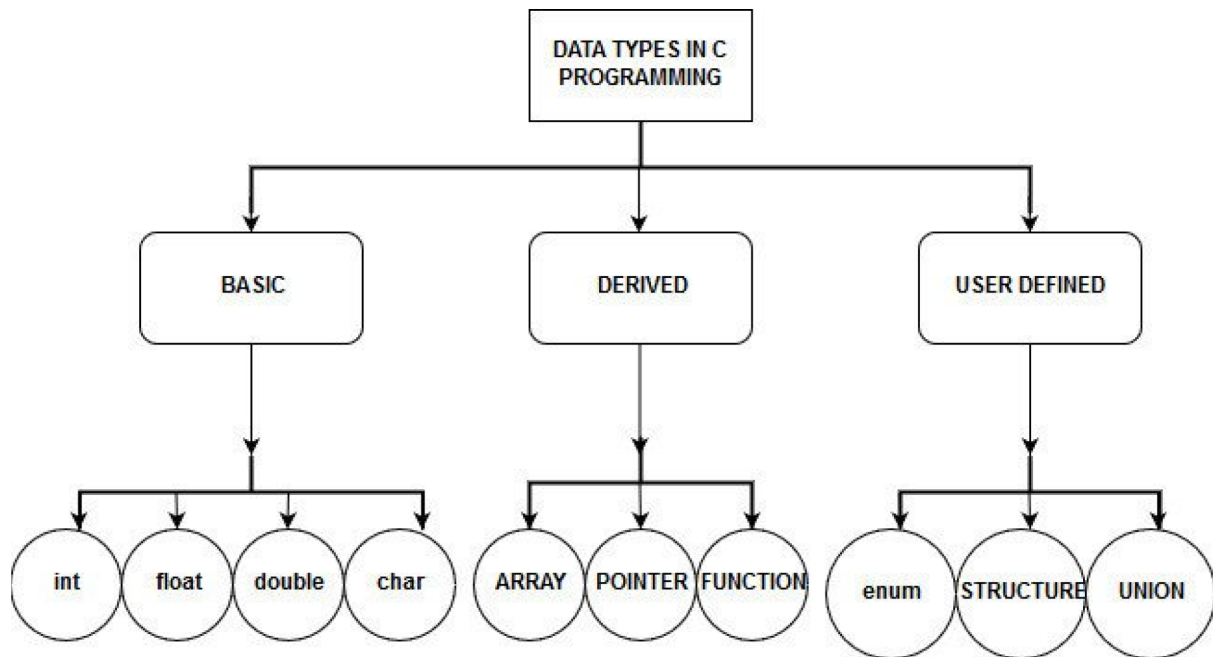 DATA TYPES IN C
PROGRAMMING
BASIC
DERIVED
USER DEFINED
int
float
double
char
ARRAY
POINTER
FUNCTION
enum
STRUCTURE
UNION